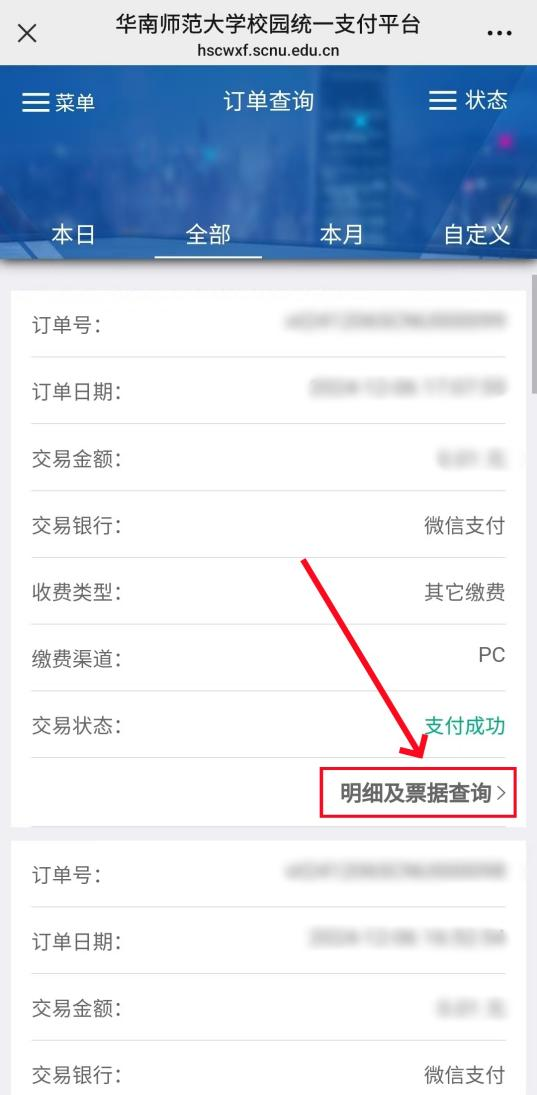 华南师范大学校园统一支付平台
hscwxf.scnu.edu.cn
菜单 订单查询 状态
本日 全部 本月 自定义
订单号：
订单日期：
交易金额：
交易银行： 微信支付
收费类型： 其它缴费
缴费渠道： PC
交易状态： 支付成功
明细及票据查询
订单号：
订单日期：
交易金额：
交易银行： 微信支付